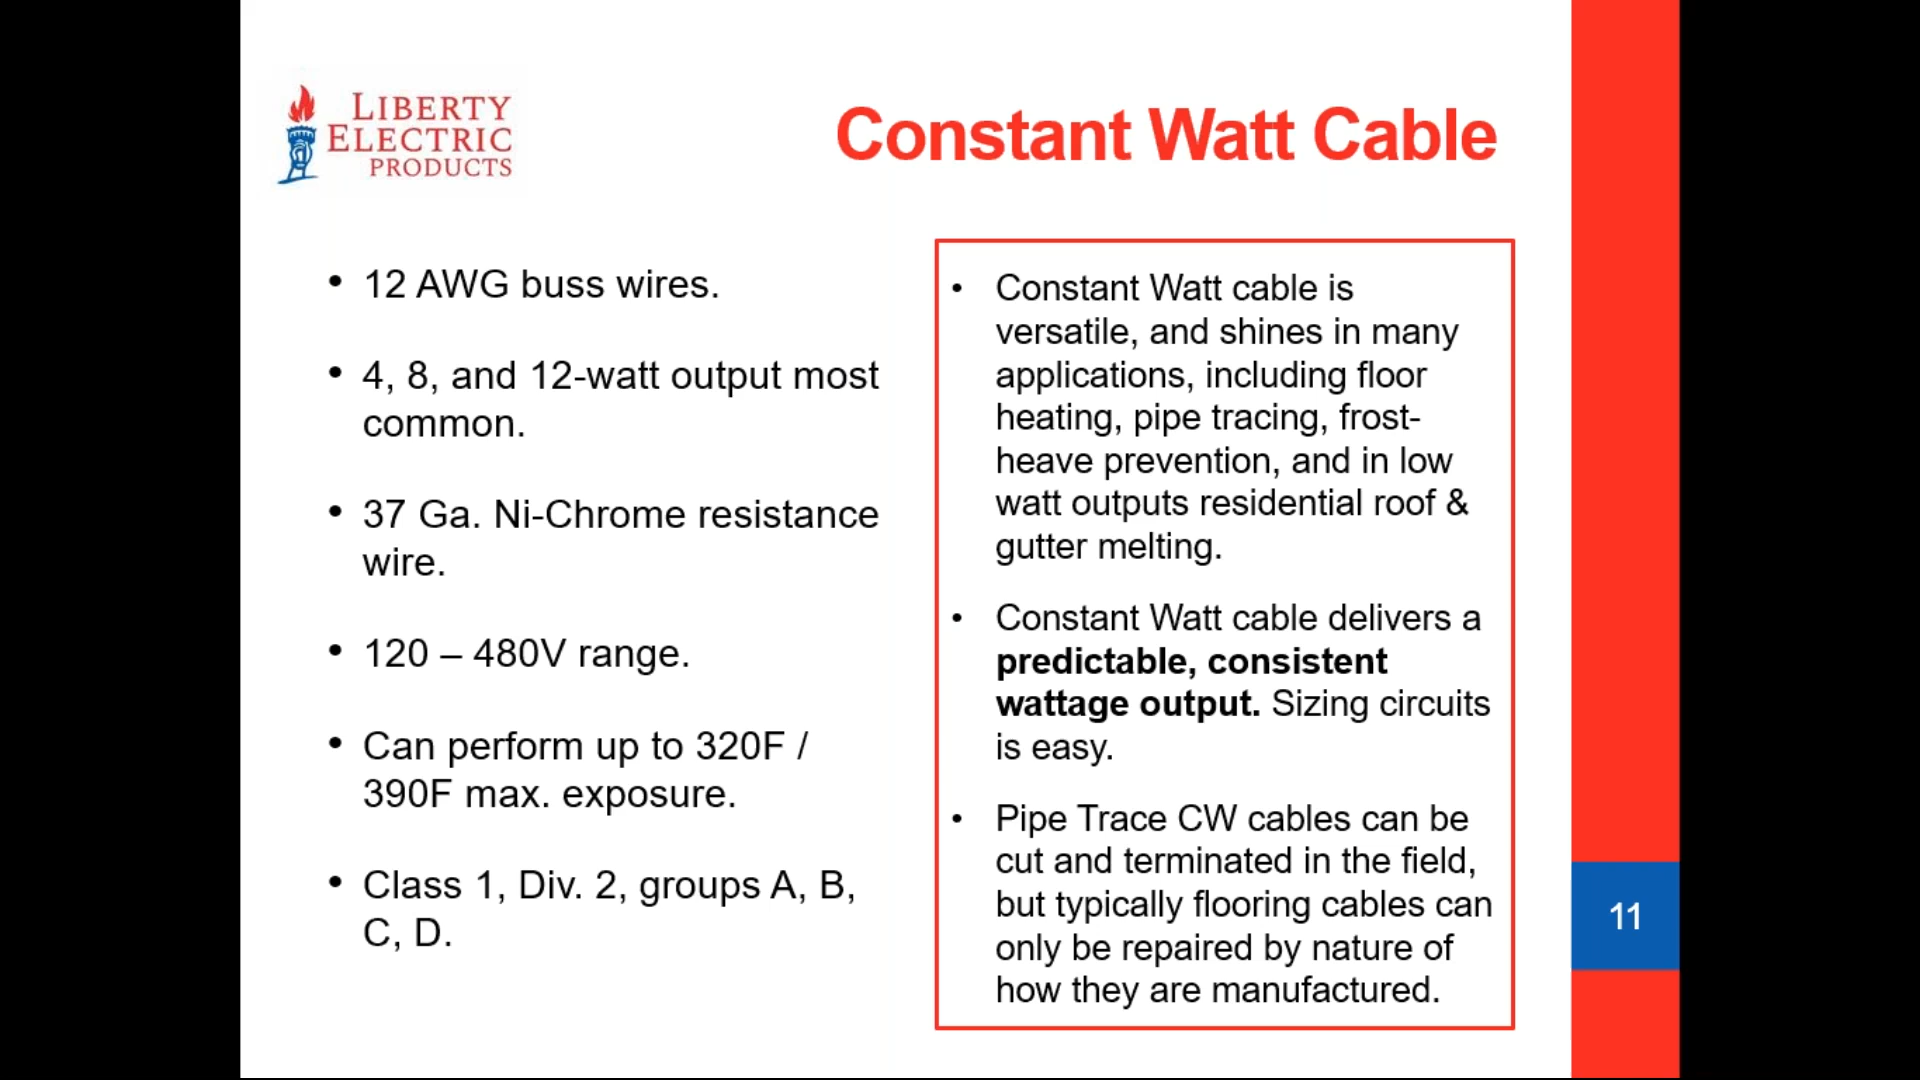 LIBERTY
ELECTRIC
PRODUCTS
Constant Watt Cable
• 12 AWG buss wires.
• 4, 8, and 12-watt output most
common.
• 37 Ga. Ni-Chrome resistance
wire.
• 120 – 480V range.
• Can perform up to 320F /
390F max. exposure.
• Class 1, Div. 2, groups A, B,
C, D.
• Constant Watt cable is
versatile, and shines in many
applications, including floor
heating, pipe tracing, frost-
heave prevention, and in low
watt outputs residential roof &
gutter melting.
• Constant Watt cable delivers a
predictable, consistent
wattage output. Sizing circuits
is easy.
• Pipe Trace CW cables can be
cut and terminated in the field,
but typically flooring cables can
only be repaired by nature of
how they are manufactured.
11